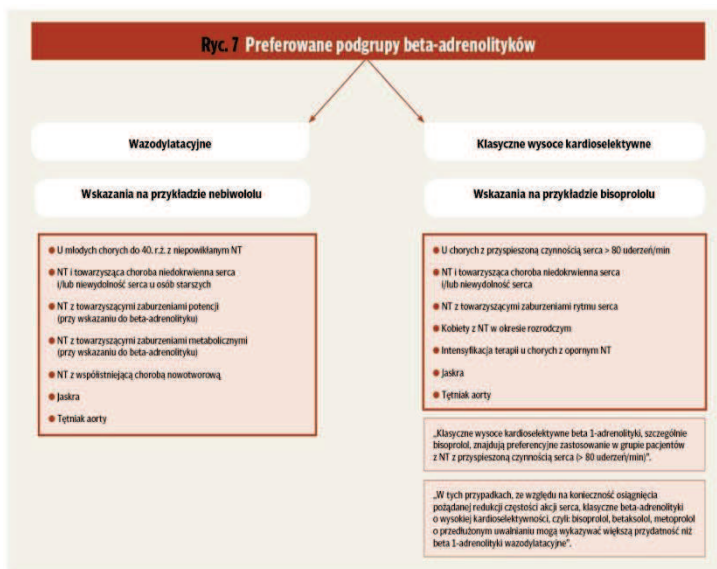 Ryc. 7 Preferowane podgrupy beta-adrenolityków
Wazodylatacyjne
Wskazania na przykładzie nebiwololu
● U młodych chorych do 40. r.ż. z niepowikłanym NT
● NT i towarzysząca choroba niedokrwienna serca
i/lub niewydolność serca u osób starszych
● NT z towarzyszącymi zaburzeniami potencji
(przy wskazaniu do beta-adrenolityku)
● NT z towarzyszącymi zaburzeniami metabolicznymi
(przy wskazaniu do beta-adrenolityku)
● NT z współistniejącą chorobą nowotworową
● Jaskra
● Tętniak aorty
Klasyczne wysoce kardioselektywne
Wskazania na przykładzie bisoprololu
● U chorych z przyspieszoną czynnością serca > 80 uderzeń/min
● NT i towarzysząca choroba niedokrwienna serca
i/lub niewydolność serca
● NT z towarzyszącymi zaburzeniami rytmu serca
● Kobiety z NT w okresie rozrodczym
● Intensyfikacja terapii u chorych z opornym NT
● Jaskra
● Tętniak aorty
„Klasyczne wysoce kardioselektywne beta 1-adrenolityki, szczególnie
bisoprolol, znajdują preferencyjne zastosowanie w grupie pacjentów
z NT z przyspieszoną czynnością serca (> 80 uderzeń/min)”.
„W tych przypadkach, ze względu na konieczność osiągnięcia
pożądanej redukcji częstości akcji serca, klasyczne beta-adrenolityki
o wysokiej kardioselektywności, czyli: bisoprolol, betaksolol, metoprolol
o przedłużonym uwalnianiu mogą wykazywać większą przydatność niż
beta 1-adrenolityki wazodylatacyjne”.